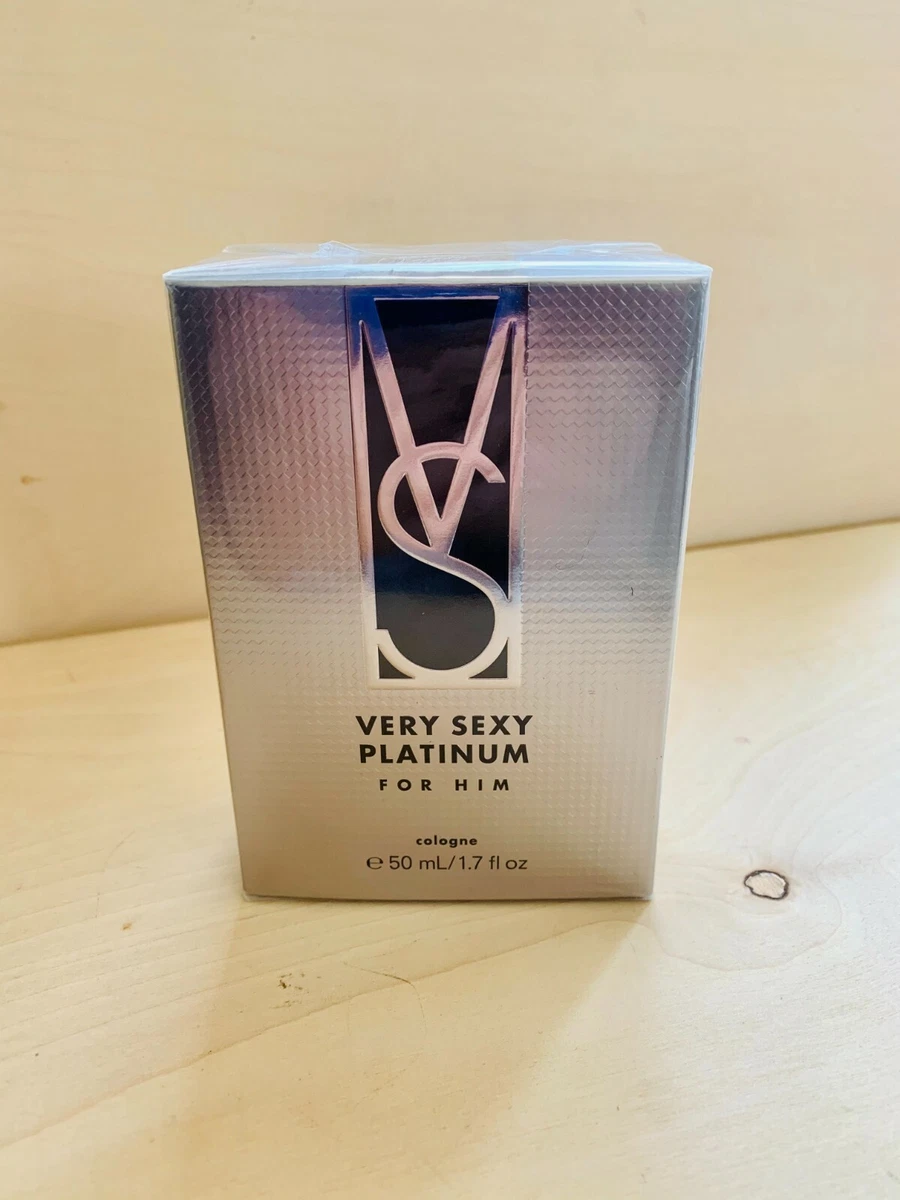 VS
VERY SEXY
PLATINUM
FOR HIM
cologne
℮ 50 mL/1.7 fl oz